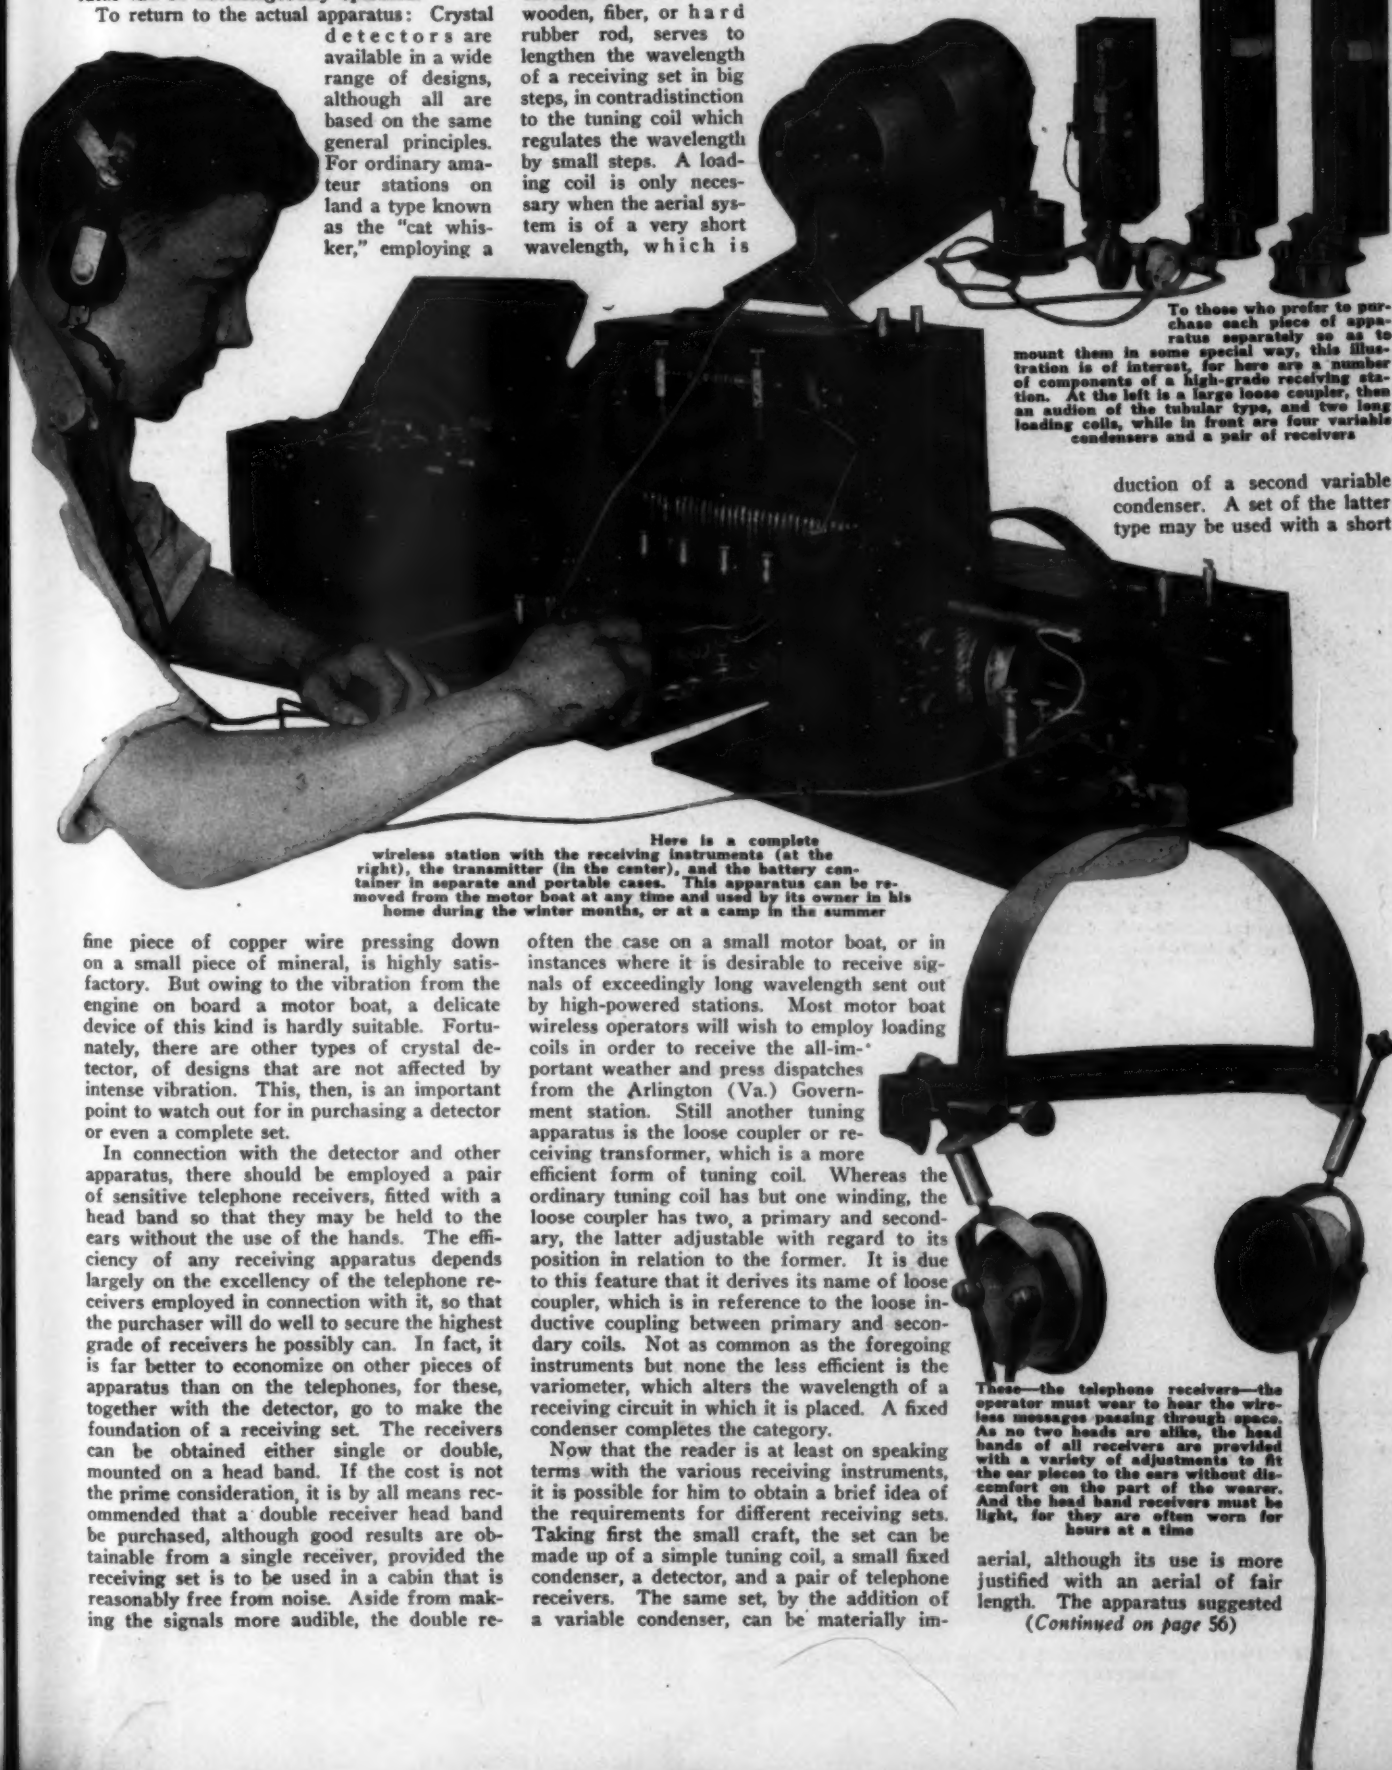 To return to the actual apparatus: Crystal
detectors are
available in a wide
range of designs,
although all are
based on the same
general principles.
For ordinary ama-
teur stations on
land a type known
as the "cat whis-
ker," employing a
fine piece of copper wire pressing down
on a small piece of mineral, is highly satis-
factory. But owing to the vibration from the
engine on board a motor boat, a delicate
device of this kind is hardly suitable. Fortu-
nately, there are other types of crystal de-
tector, of designs that are not affected by
intense vibration. This, then, is an important
point to watch out for in purchasing a detector
or even a complete set.
In connection with the detector and other
apparatus, there should be employed a pair
of sensitive telephone receivers, fitted with a
head band so that they may be held to the
ears without the use of the hands. The effi-
ciency of any receiving apparatus depends
largely on the excellency of the telephone re-
ceivers employed in connection with it, so that
the purchaser will do well to secure the highest
grade of receivers he possibly can. In fact, it
is far better to economize on other pieces of
apparatus than on the telephones, for these,
together with the detector, go to make the
foundation of a receiving set. The receivers
can be obtained either single or double,
mounted on a head band. If the cost is not
the prime consideration, it is by all means rec-
ommended that a double receiver head band
be purchased, although good results are ob-
tainable from a single receiver, provided the
receiving set is to be used in a cabin that is
reasonably free from noise. Aside from mak-
ing the signals more audible, the double re-
wooden, fiber, or hard
rubber rod, serves to
lengthen the wavelength
of a receiving set in big
steps, in contradistinction
to the tuning coil which
regulates the wavelength
by small steps. A load-
ing coil is only neces-
sary when the aerial sys-
tem is of a very short
wavelength, which is
often the case on a small motor boat, or in
instances where it is desirable to receive sig-
nals of exceedingly long wavelength sent out
by high-powered stations. Most motor boat
wireless operators will wish to employ loading
coils in order to receive the all-im-
portant weather and press dispatches
from the Arlington (Va.) Govern-
ment station. Still another tuning
apparatus is the loose coupler or re-
ceiving transformer, which is a more
efficient form of tuning coil. Whereas the
ordinary tuning coil has but one winding, the
loose coupler has two, a primary and second-
ary, the latter adjustable with regard to its
position in relation to the former. It is due
to this feature that it derives its name of loose
coupler, which is in reference to the loose in-
ductive coupling between primary and secon-
dary coils. Not as common as the foregoing
instruments but none the less efficient is the
variometer, which alters the wavelength of a
receiving circuit in which it is placed. A fixed
condenser completes the category.
Now that the reader is at least on speaking
terms with the various receiving instruments,
it is possible for him to obtain a brief idea of
the requirements for different receiving sets.
Taking first the small craft, the set can be
made up of a simple tuning coil, a small fixed
condenser, a detector, and a pair of telephone
receivers. The same set, by the addition of
a variable condenser, can be materially im-
To those who prefer to pur-
chase each piece of appa-
ratus separately so as to
mount them in some special way, this illus-
tration is of interest, for here are a number
of components of a high-grade receiving sta-
tion. At the left is a large loose coupler, then
an audion of the tubular type, and two long
loading coils, while in front are four variable
condensers and a pair of receivers
duction of a second variable
condenser. A set of the latter
type may be used with a short
Here is a complete
wireless station with the receiving instruments (at the
right), the transmitter (in the center), and the battery con-
tainer in separate and portable cases. This apparatus can be re-
moved from the motor boat at any time and used by its owner in his
home during the winter months, or at a camp in the summer
These—the telephone receivers—the
operator must wear to hear the wire-
less messages passing through space.
As no two heads are alike, the head
bands of all receivers are provided
with a variety of adjustments to fit
the ear pieces to the ears without dis-
comfort on the part of the wearer.
And the head band receivers must be
light, for they are often worn for
hours at a time
aerial, although its use is more
justified with an aerial of fair
length. The apparatus suggested
(Continued on page 56)